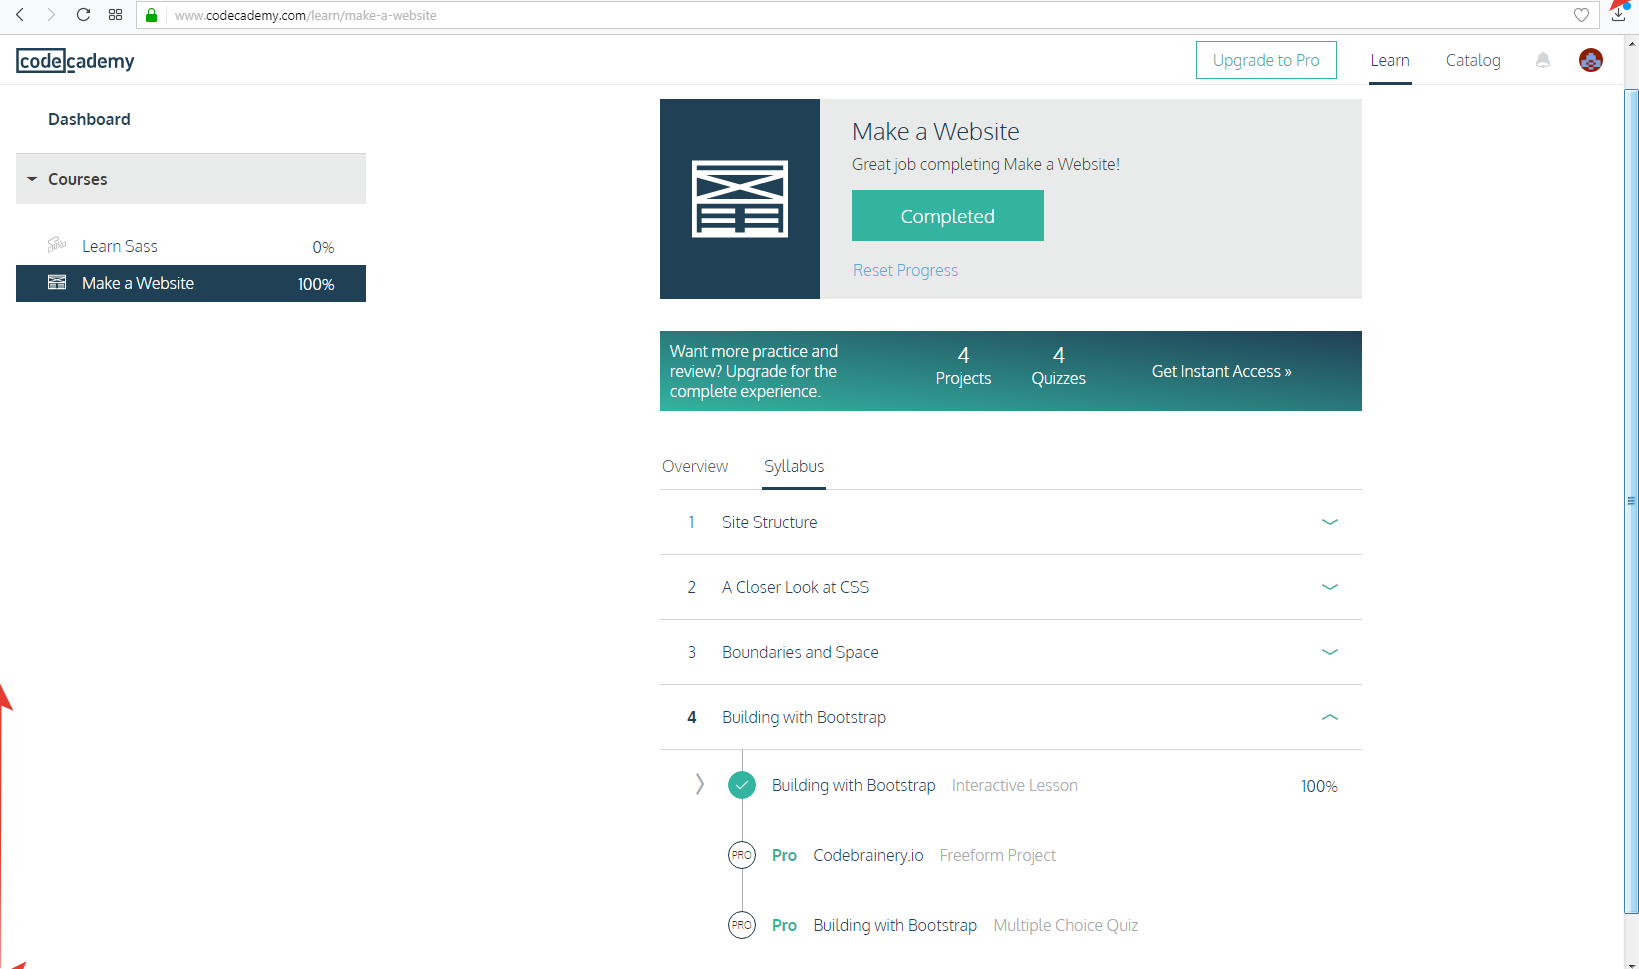 www.codecademy.com/learn/make-a-website
codecademy
Upgrade to Pro
Learn
Catalog
Dashboard
Courses
Learn Sass 0%
Make a Website 100%
Make a Website
Great job completing Make a Website!
Completed
Reset Progress
Want more practice and
review? Upgrade for the
complete experience.
4
Projects
4
Quizzes
Get Instant Access »
Overview
Syllabus
1 Site Structure
2 A Closer Look at CSS
3 Boundaries and Space
4 Building with Bootstrap
Building with Bootstrap Interactive Lesson 100%
PRO Pro Codebrainery.io Freeform Project
PRO Pro Building with Bootstrap Multiple Choice Quiz